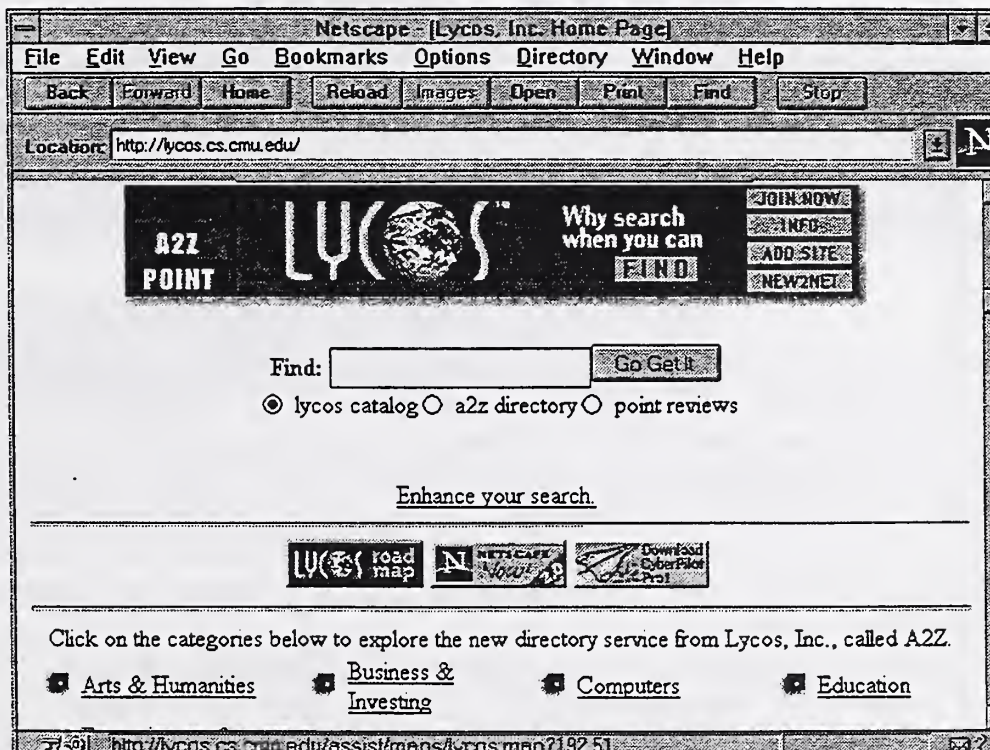 Netscape - [Lycos, Inc. Home Page]
File Edit View Go Bookmarks Options Directory Window Help
Back Forward Home Reload Images Open Print Find Stop
Location: http://lycos.cs.cmu.edu/
N
A2Z
POINT
LYCOS™
Why search
when you can
FIND
JOIN NOW
INFO
ADD SITE
NEW2NET
Find: Go Get It
lycos catalog a2z directory point reviews
Enhance your search.
LYCOS road
map
N NETSCAPE
Now!
Download
CyberPilot
Pro!
Click on the categories below to explore the new directory service from Lycos, Inc., called A2Z.
Arts & Humanities
Business &
Investing
Computers
Education
http://lycos.cs.cmu.edu/assist/maps/lycos.map?192,51